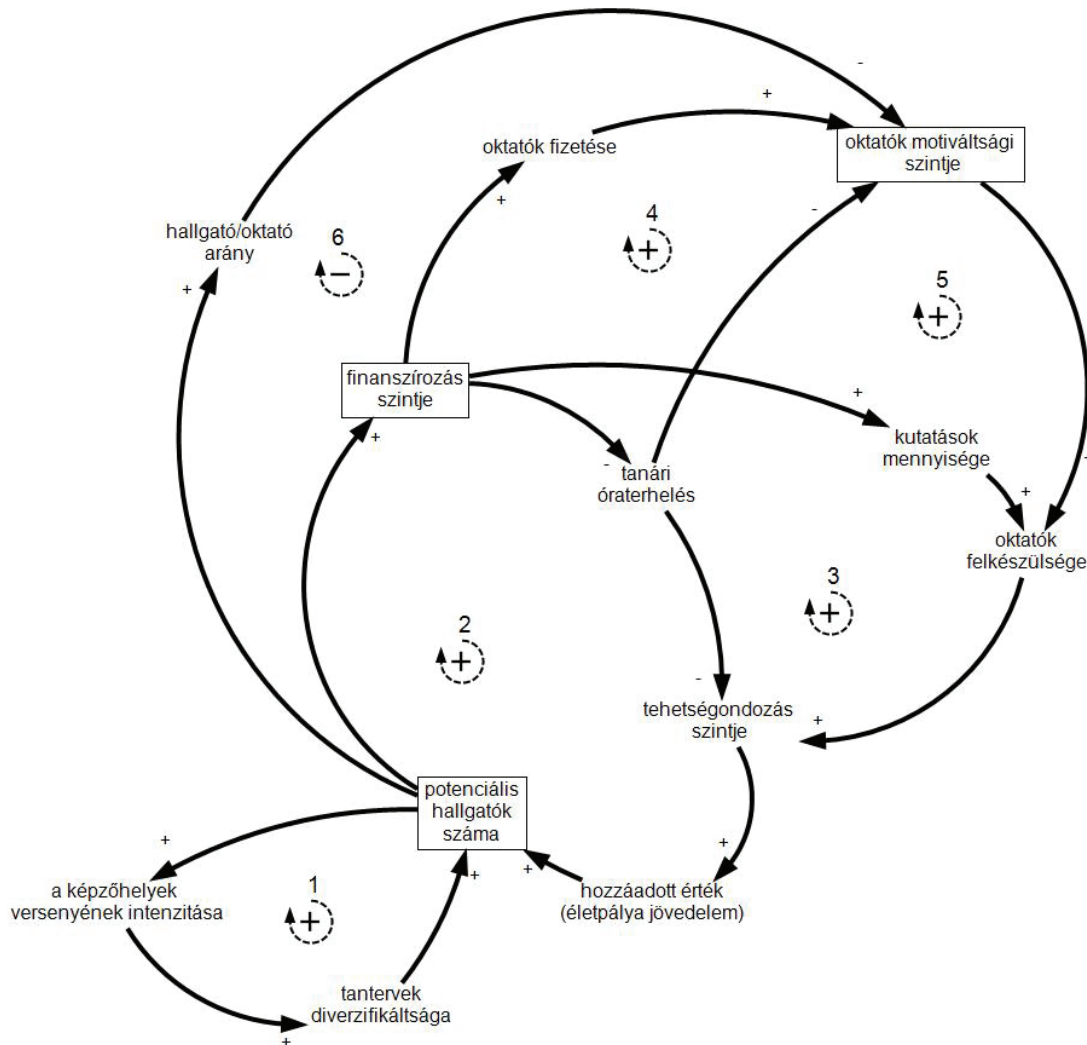 -
+
oktatók fizetése
oktatók motiváltsági
szintje
+
-
hallgató/oktató
arány
+
6
−
4
+
5
+
finanszírozás
szintje
+
+
kutatások
mennyisége
-
tanári
óraterhelés
+
oktatók
felkészülsége
3
+
2
+
-
tehetségondozás
szintje
+
potenciális
hallgatók
száma
+
+
+
+
a képzőhelyek
versenyének intenzitása
1
+
hozzáadott érték
(életpálya jövedelem)
tantervek
diverzifikáltsága
+